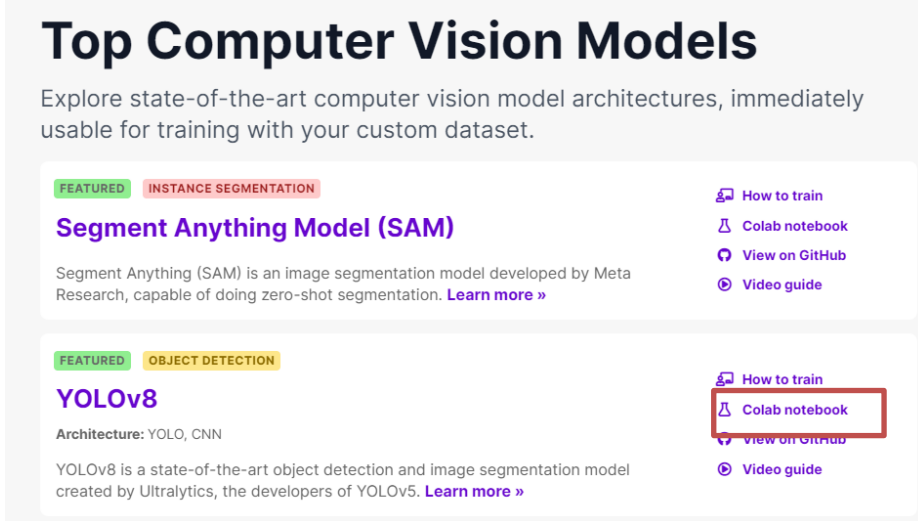 Top Computer Vision Models
Explore state-of-the-art computer vision model architectures, immediately
usable for training with your custom dataset.
FEATURED INSTANCE SEGMENTATION
Segment Anything Model (SAM)
Segment Anything (SAM) is an image segmentation model developed by Meta
Research, capable of doing zero-shot segmentation. Learn more »
How to train
Colab notebook
View on GitHub
Video guide
FEATURED OBJECT DETECTION
YOLOv8
Architecture: YOLO, CNN
YOLOv8 is a state-of-the-art object detection and image segmentation model
created by Ultralytics, the developers of YOLOv5. Learn more »
How to train
Colab notebook
View on GitHub
Video guide